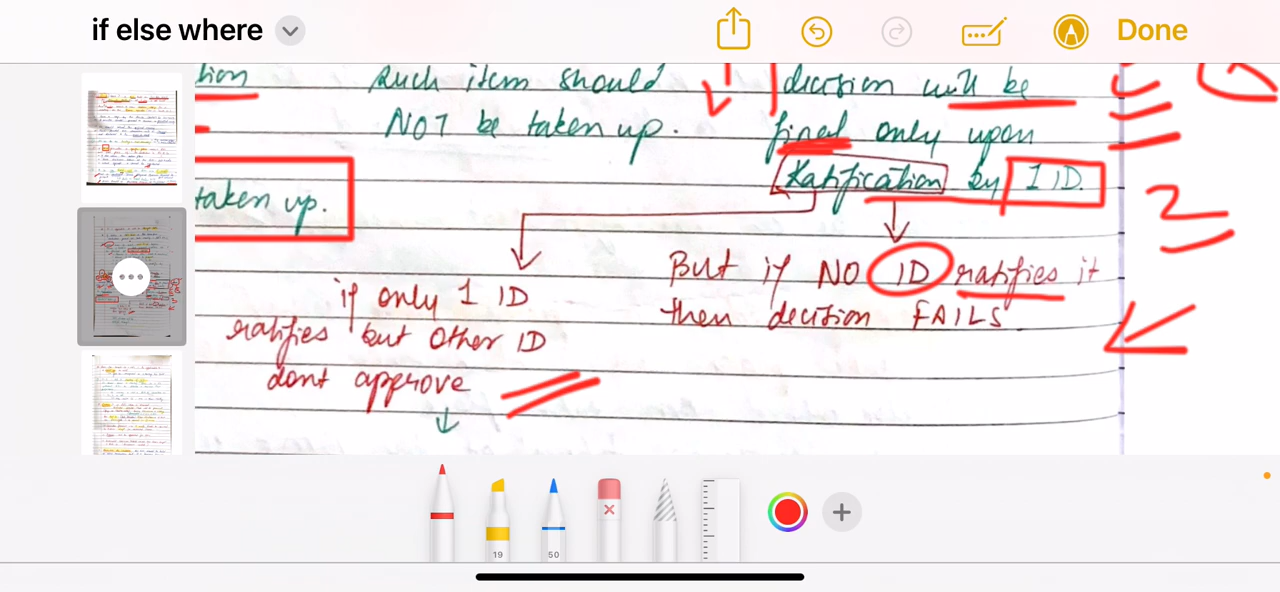 if else where
Done
tion
such item should
NOT be taken up.
decision will be
final only upon
Ratification by 1 ID.
taken up.
if only 1 ID
ratifies but other ID
dont approve
But if NO ID ratifies it
then decision FAILS
19
50